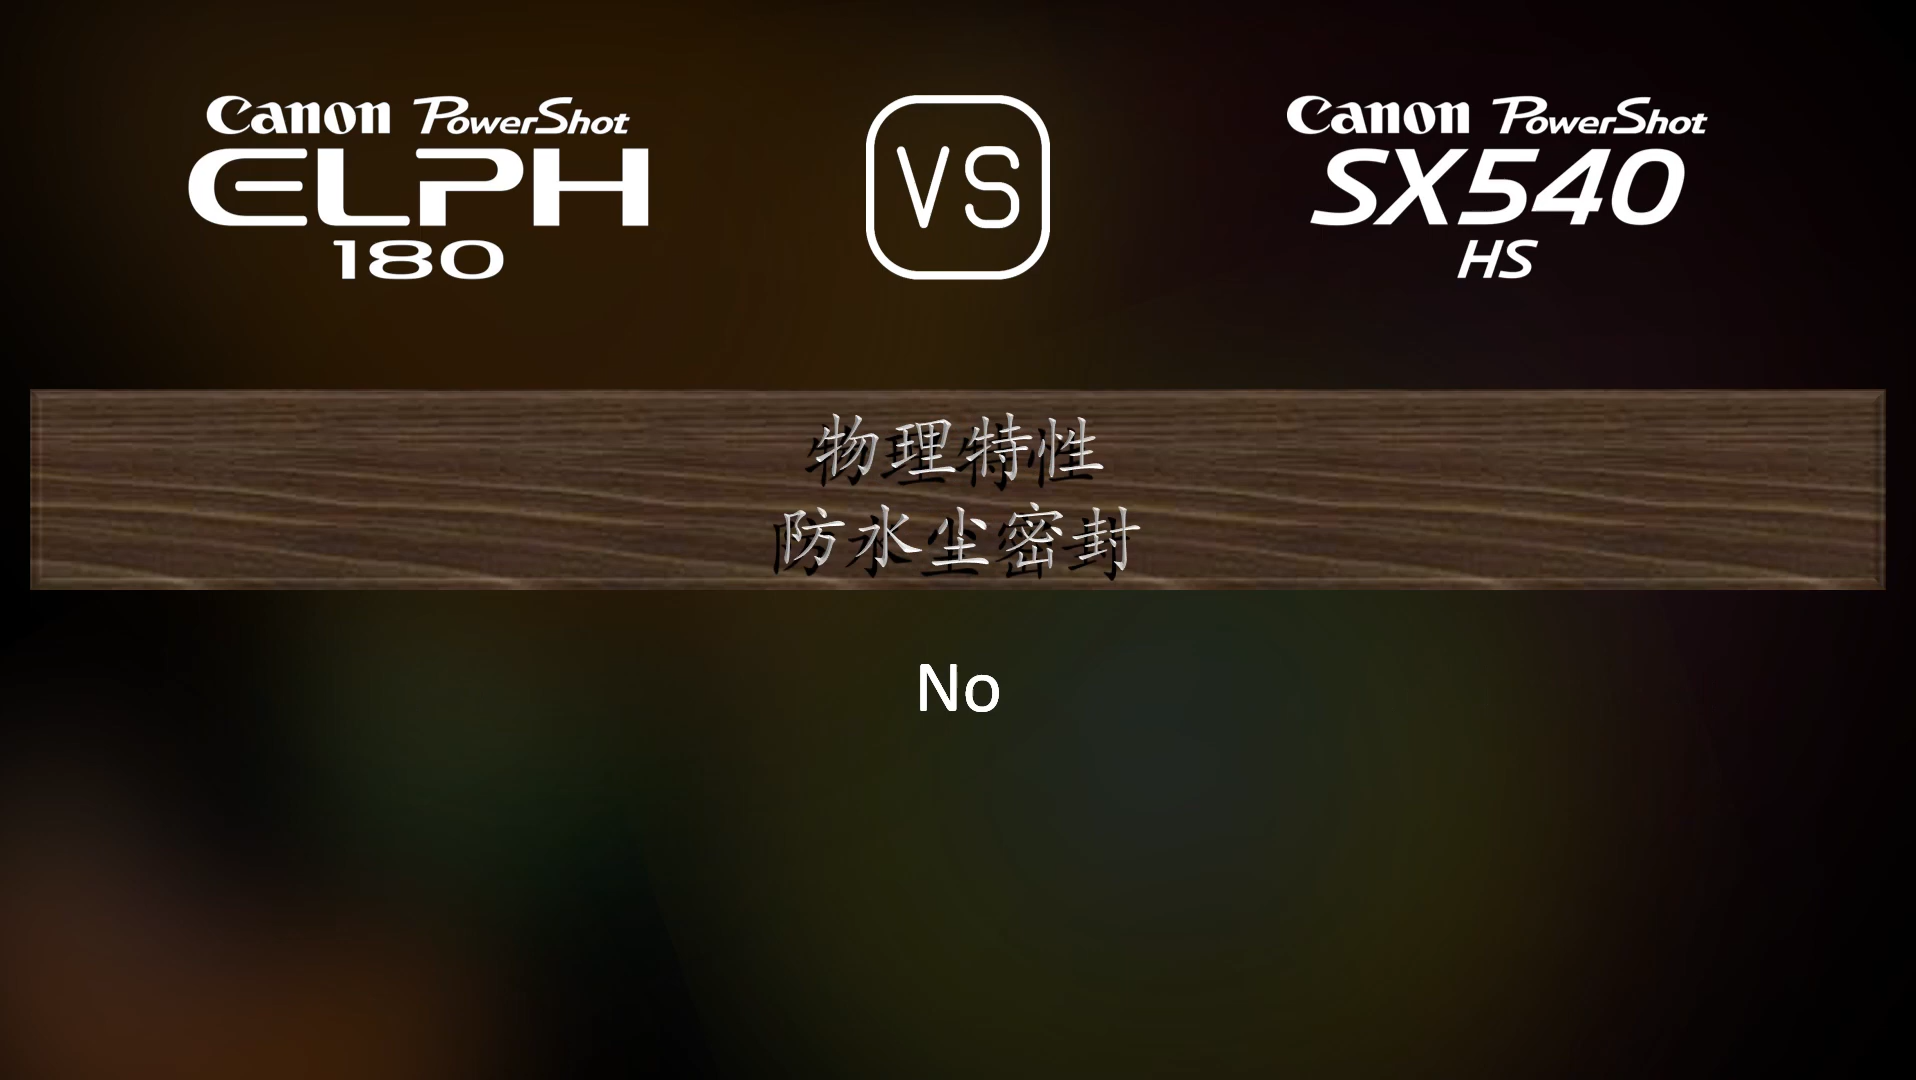 Canon PowerShot
ELPH
180
VS
Canon PowerShot
SX540
HS
物理特性
防水尘密封
No